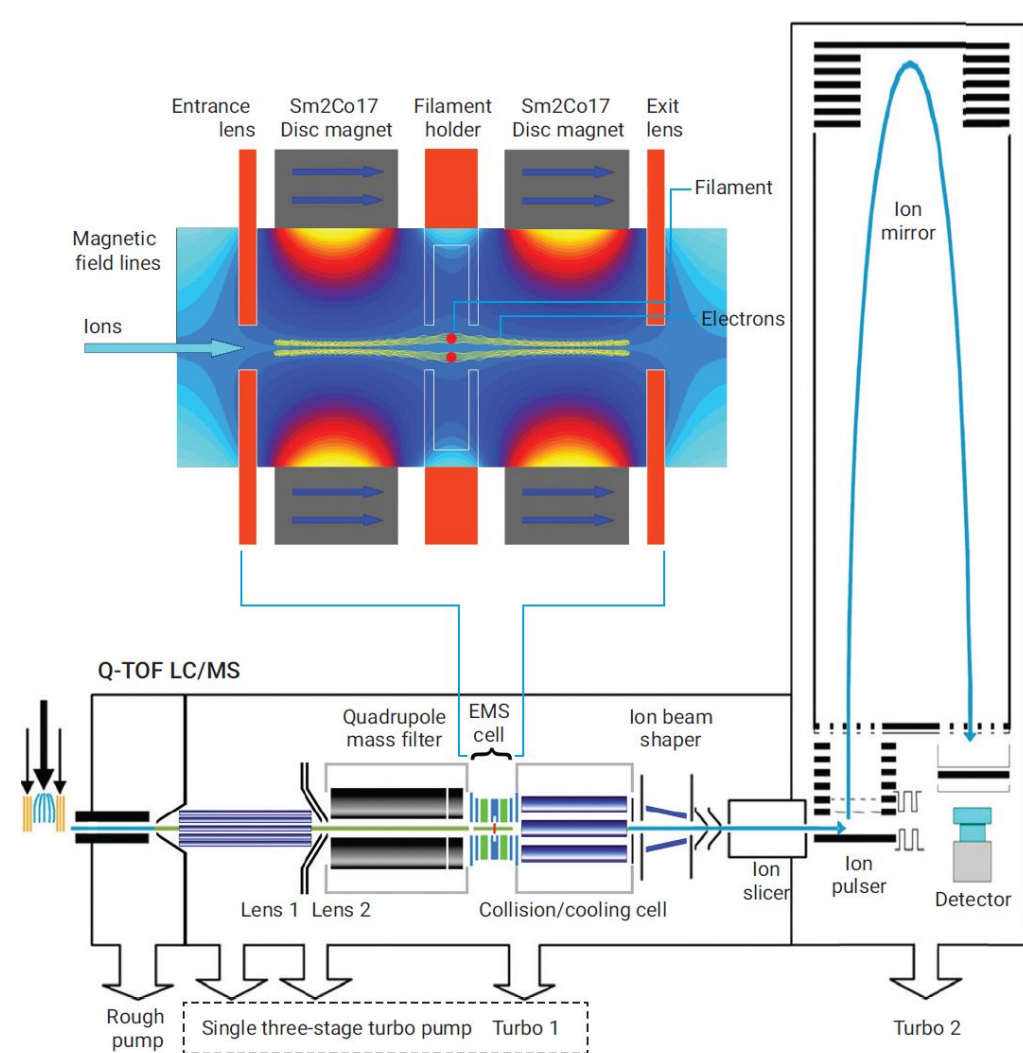 Entrance
lens
Sm2Co17
Disc magnet
Filament
holder
Sm2Co17
Disc magnet
Exit
lens
Filament
Magnetic
field lines
Ions
Electrons
Ion
mirror
Q-TOF LC/MS
Quadrupole
mass filter
EMS
cell
Ion beam
shaper
Lens 1
Lens 2
Collision/cooling cell
Ion
slicer
Ion
pulser
Detector
Rough
pump
Single three-stage turbo pump
Turbo 1
Turbo 2